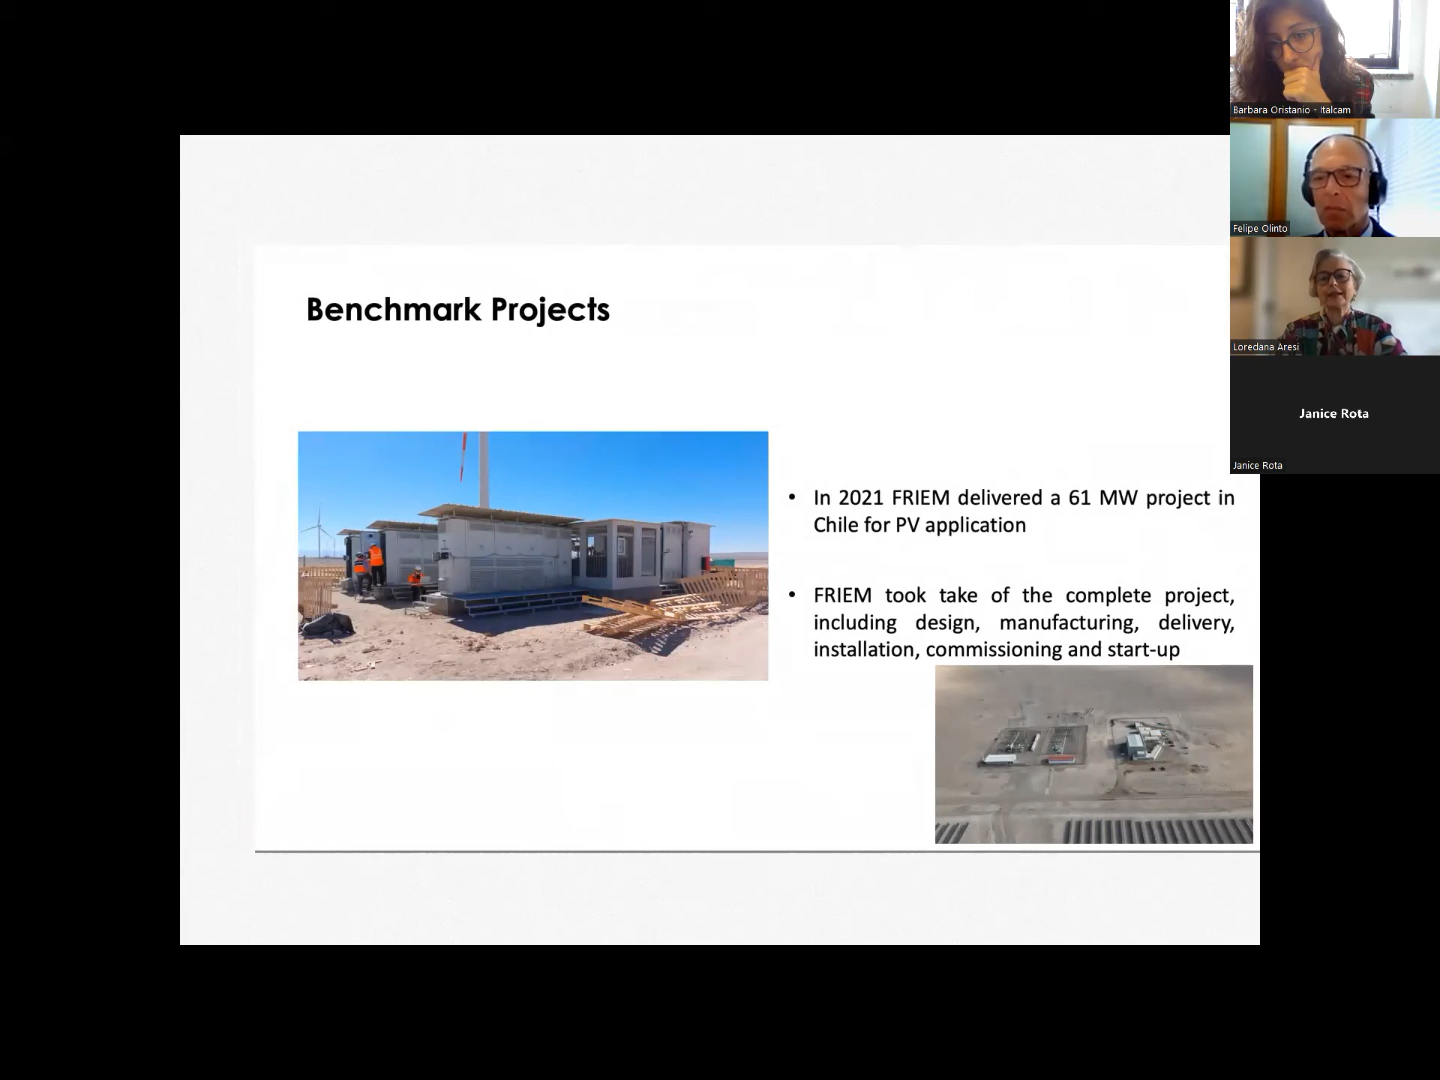 Barbara Oristanio - Italcam
Felipe Olinto
Loredana Aresi
Janice Rota
Janice Rota
Benchmark Projects
• In 2021 FRIEM delivered a 61 MW project in
Chile for PV application
• FRIEM took take of the complete project,
including design, manufacturing, delivery,
installation, commissioning and start-up